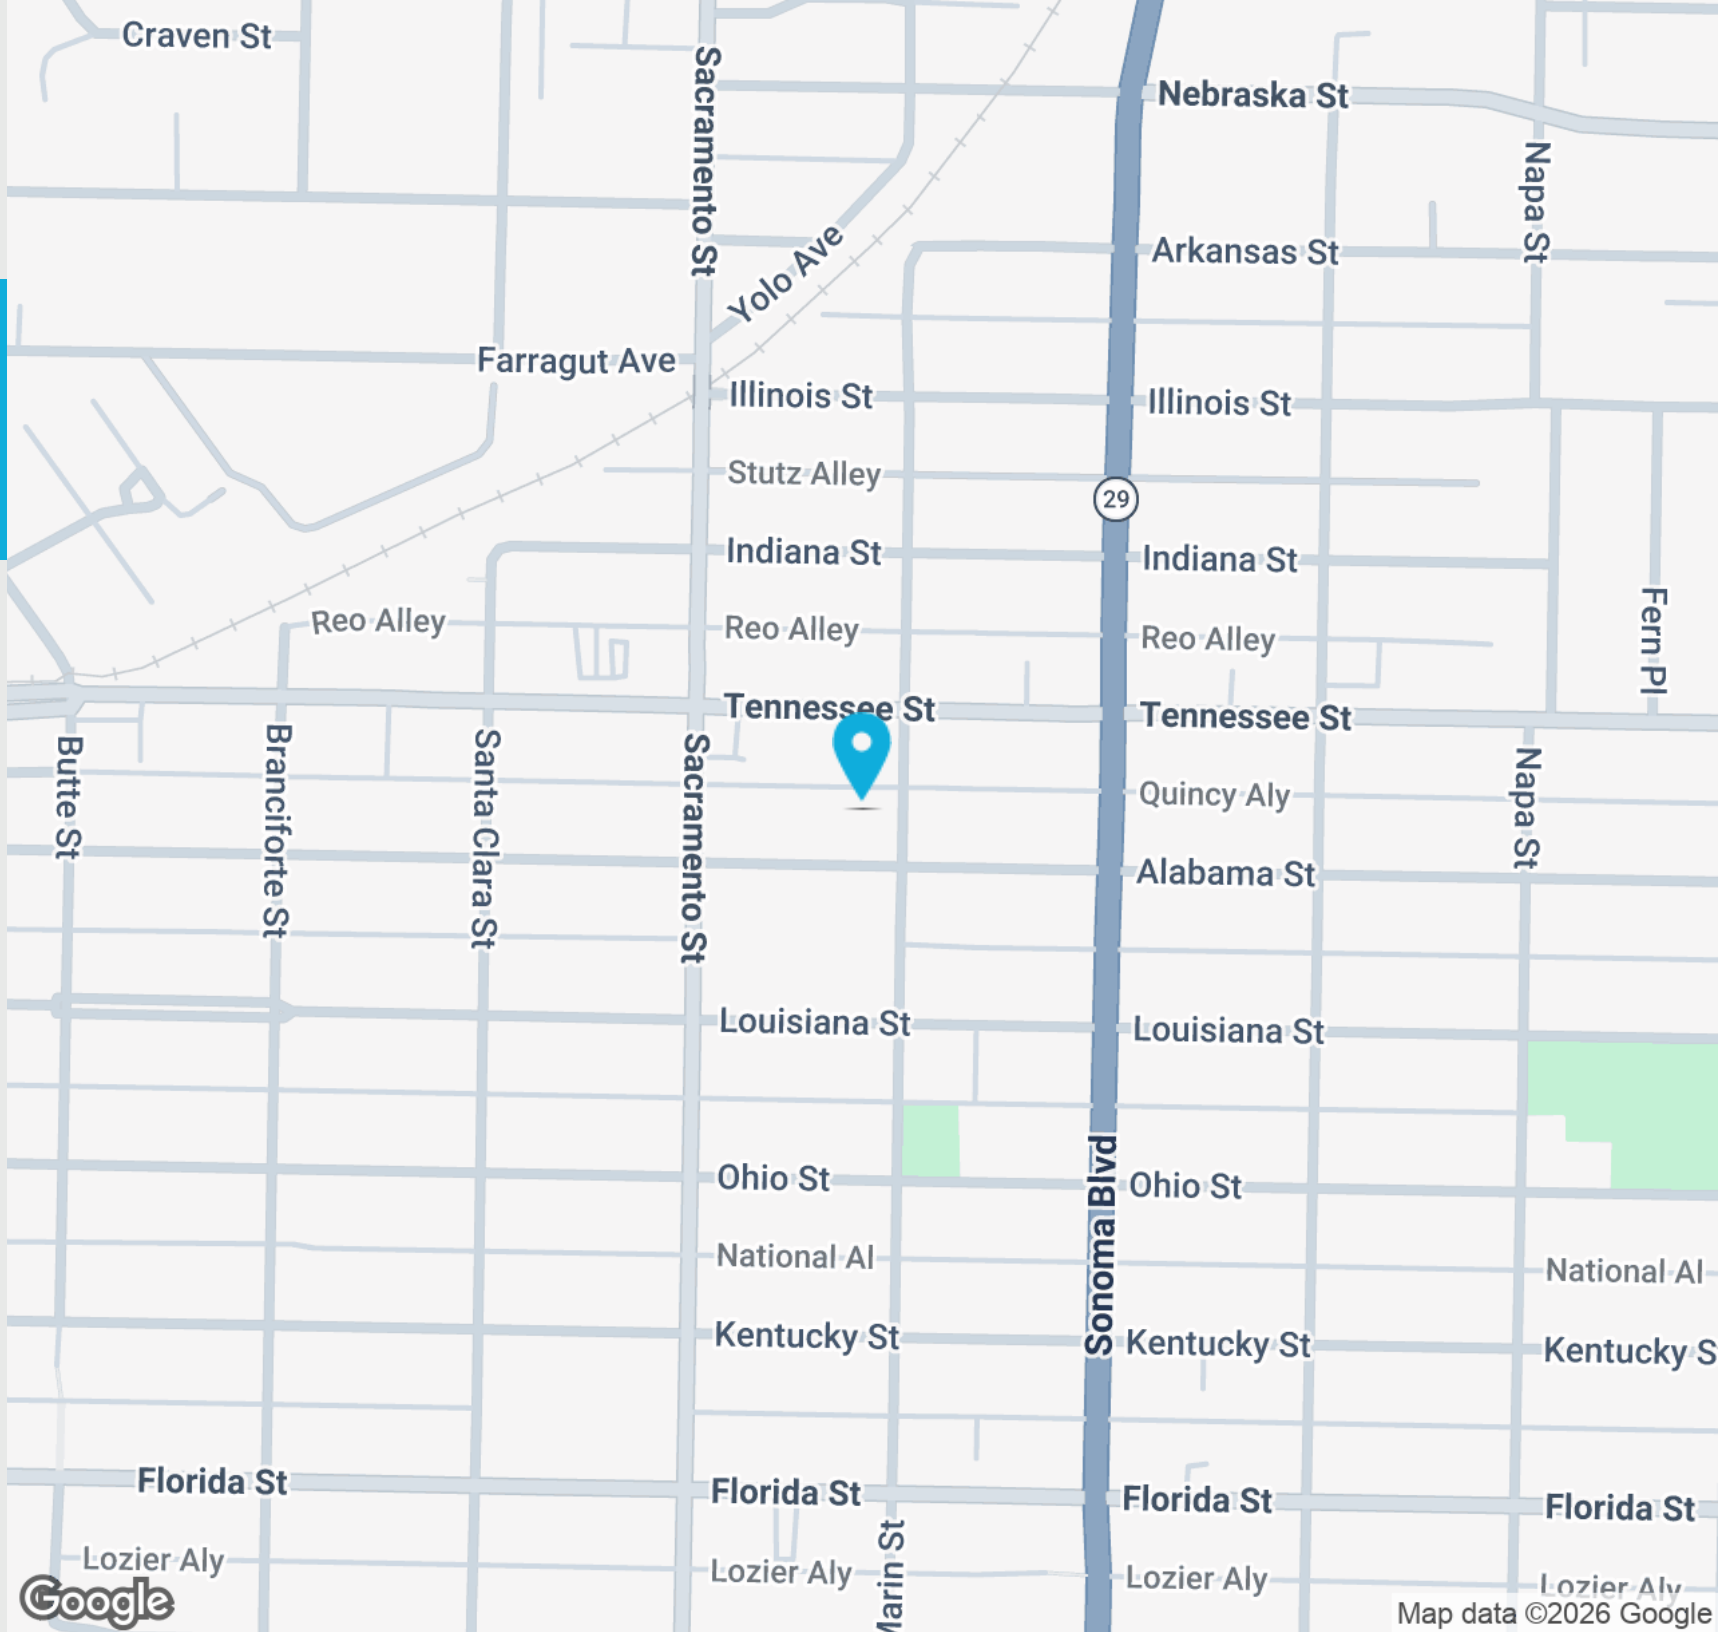 Craven St
Sacramento St
Nebraska St
Napa St
Yolo Ave
Arkansas St
Farragut Ave
Illinois St
Illinois St
Stutz Alley
29
Indiana St
Indiana St
Fern Pl
Reo Alley
Reo Alley
Reo Alley
Tennessee St
Tennessee St
Butte St
Branciforte St
Santa Clara St
Sacramento St
Quincy Aly
Napa St
Alabama St
Louisiana St
Louisiana St
Sonoma Blvd
Ohio St
Ohio St
National Al
National Al
Kentucky St
Kentucky St
Kentucky S
Florida St
Florida St
Florida St
Florida St
Marin St
Lozier Aly
Lozier Aly
Lozier Aly
Lozier Aly
Google
Map data ©2026 Google